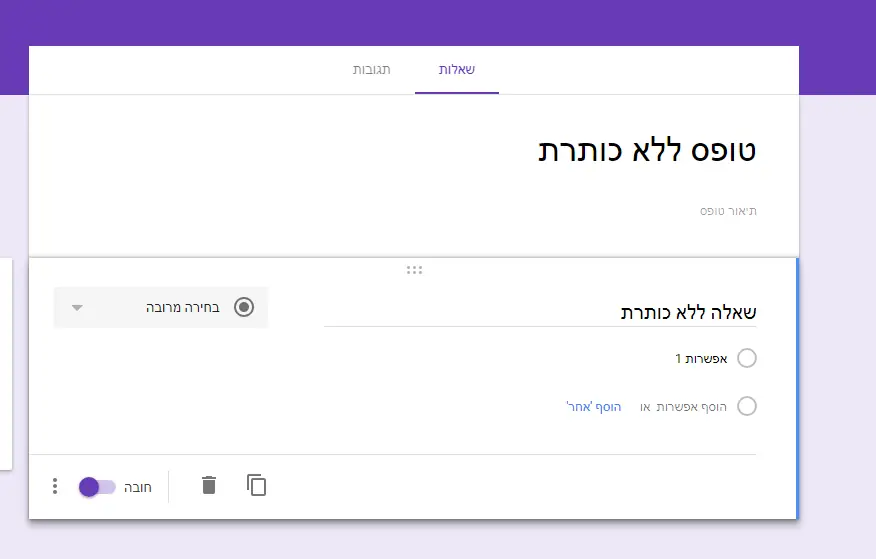 שאלות תגובות
טופס ללא כותרת
תיאור טופס
שאלה ללא כותרת
בחירה מרובה
אפשרות 1
הוסף אפשרות או הוסף 'אחר'
חובה